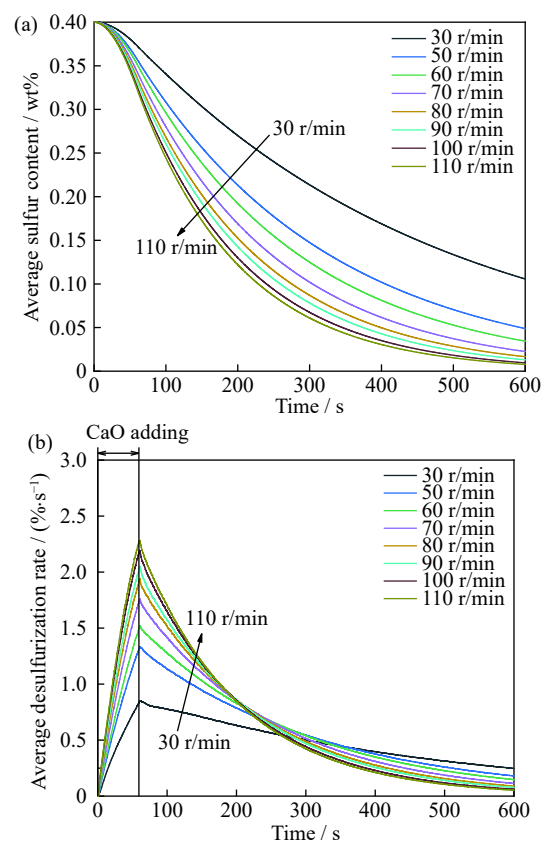 (a)
0.40
0.35
0.30
0.25
0.20
0.15
0.10
0.05
0
Average sulfur content / wt%
30 r/min
50 r/min
60 r/min
70 r/min
80 r/min
90 r/min
100 r/min
110 r/min
30 r/min
110 r/min
0 100 200 300 400 500 600
Time / s
(b)
CaO adding
3.0
2.5
2.0
1.5
1.0
0.5
0
Average desulfurization rate / (%·s⁻¹)
30 r/min
50 r/min
60 r/min
70 r/min
80 r/min
90 r/min
100 r/min
110 r/min
110 r/min
30 r/min
0 100 200 300 400 500 600
Time / s